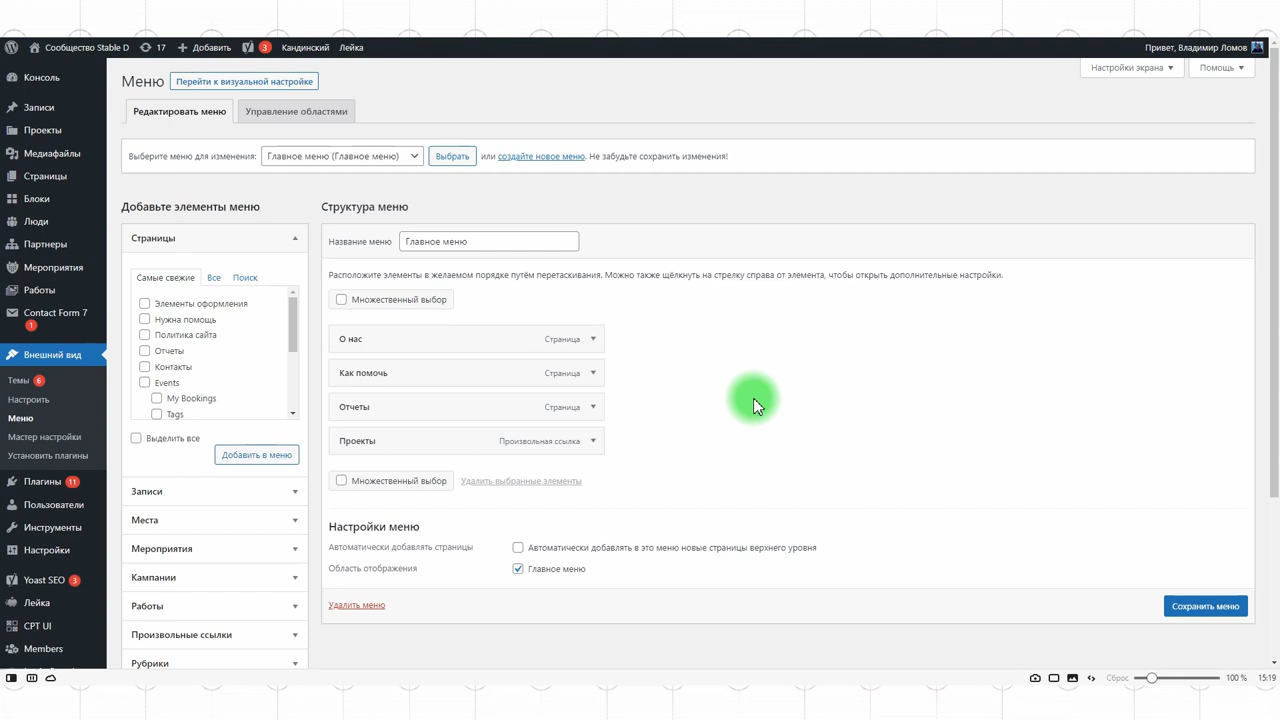 Сообщество Stable D 17 Добавить 3 Кандинский Лейка Привет, Владимир Ломов
Настройки экрана Помощь
Консоль
Записи
Проекты
Медиафайлы
Страницы
Блоки
Люди
Партнеры
Мероприятия
Работы
Contact Form 7
1
Внешний вид
Темы 6
Настроить
Меню
Мастер настройки
Установить плагины
Плагины 11
Пользователи
Инструменты
Настройки
Yoast SEO 3
Лейка
CPT UI
Members
Меню Перейти к визуальной настройке
Редактировать меню Управление областями
Выберите меню для изменения: Главное меню (Главное меню) Выбрать или создайте новое меню. Не забудьте сохранить изменения!
Добавьте элементы меню
Страницы
Самые свежие Все Поиск
Элементы оформления
Нужна помощь
Политика сайта
Отчеты
Контакты
Events
My Bookings
Tags
Выделить все
Добавить в меню
Записи
Места
Мероприятия
Кампании
Работы
Произвольные ссылки
Рубрики
Структура меню
Название меню Главное меню
Расположите элементы в желаемом порядке путём перетаскивания. Можно также щёлкнуть на стрелку справа от элемента, чтобы открыть дополнительные настройки.
Множественный выбор
О нас Страница
Как помочь Страница
Отчеты Страница
Проекты Произвольная ссылка
Множественный выбор Удалить выбранные элементы
Настройки меню
Автоматически добавлять страницы Автоматически добавлять в это меню новые страницы верхнего уровня
Область отображения Главное меню
Удалить меню Сохранить меню
Сброс 100 % 15:19